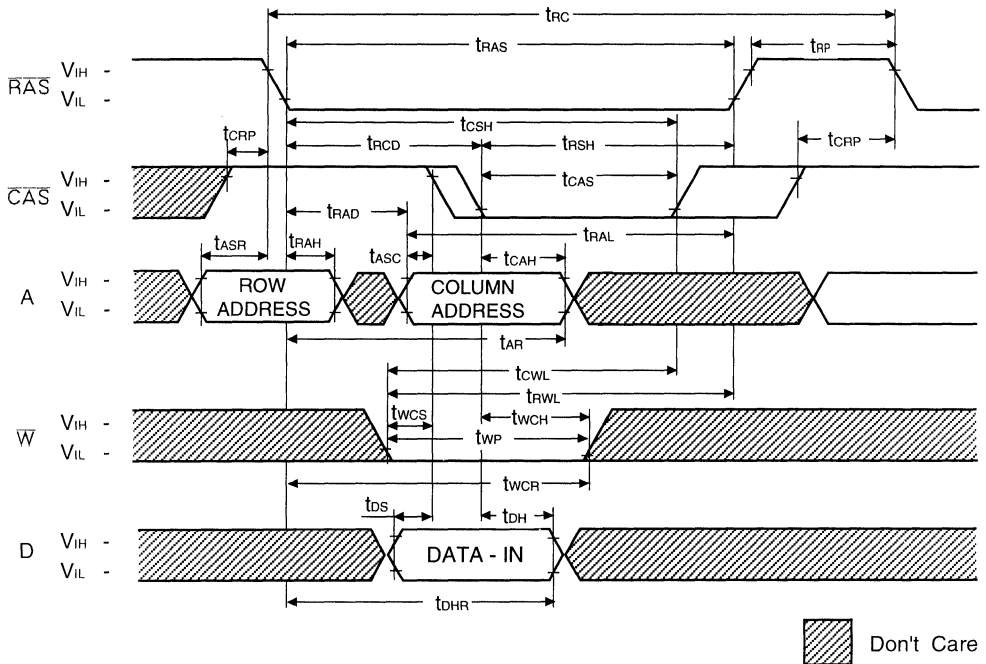 tRC
tRAS
tRP
RAS
VIH -
VIL -
tCSH
tCRP
tRCD
tRSH
tCRP
CAS
VIH -
VIL -
tCAS
tRAD
tRAL
tASR
tRAH
tASC
tCAH
A
VIH -
VIL -
ROW
ADDRESS
COLUMN
ADDRESS
tAR
tCWL
tRWL
W
VIH -
VIL -
tWCS
tWCH
tWP
tWCR
tDS
tDH
D
VIH -
VIL -
DATA - IN
tDHR
Don't Care